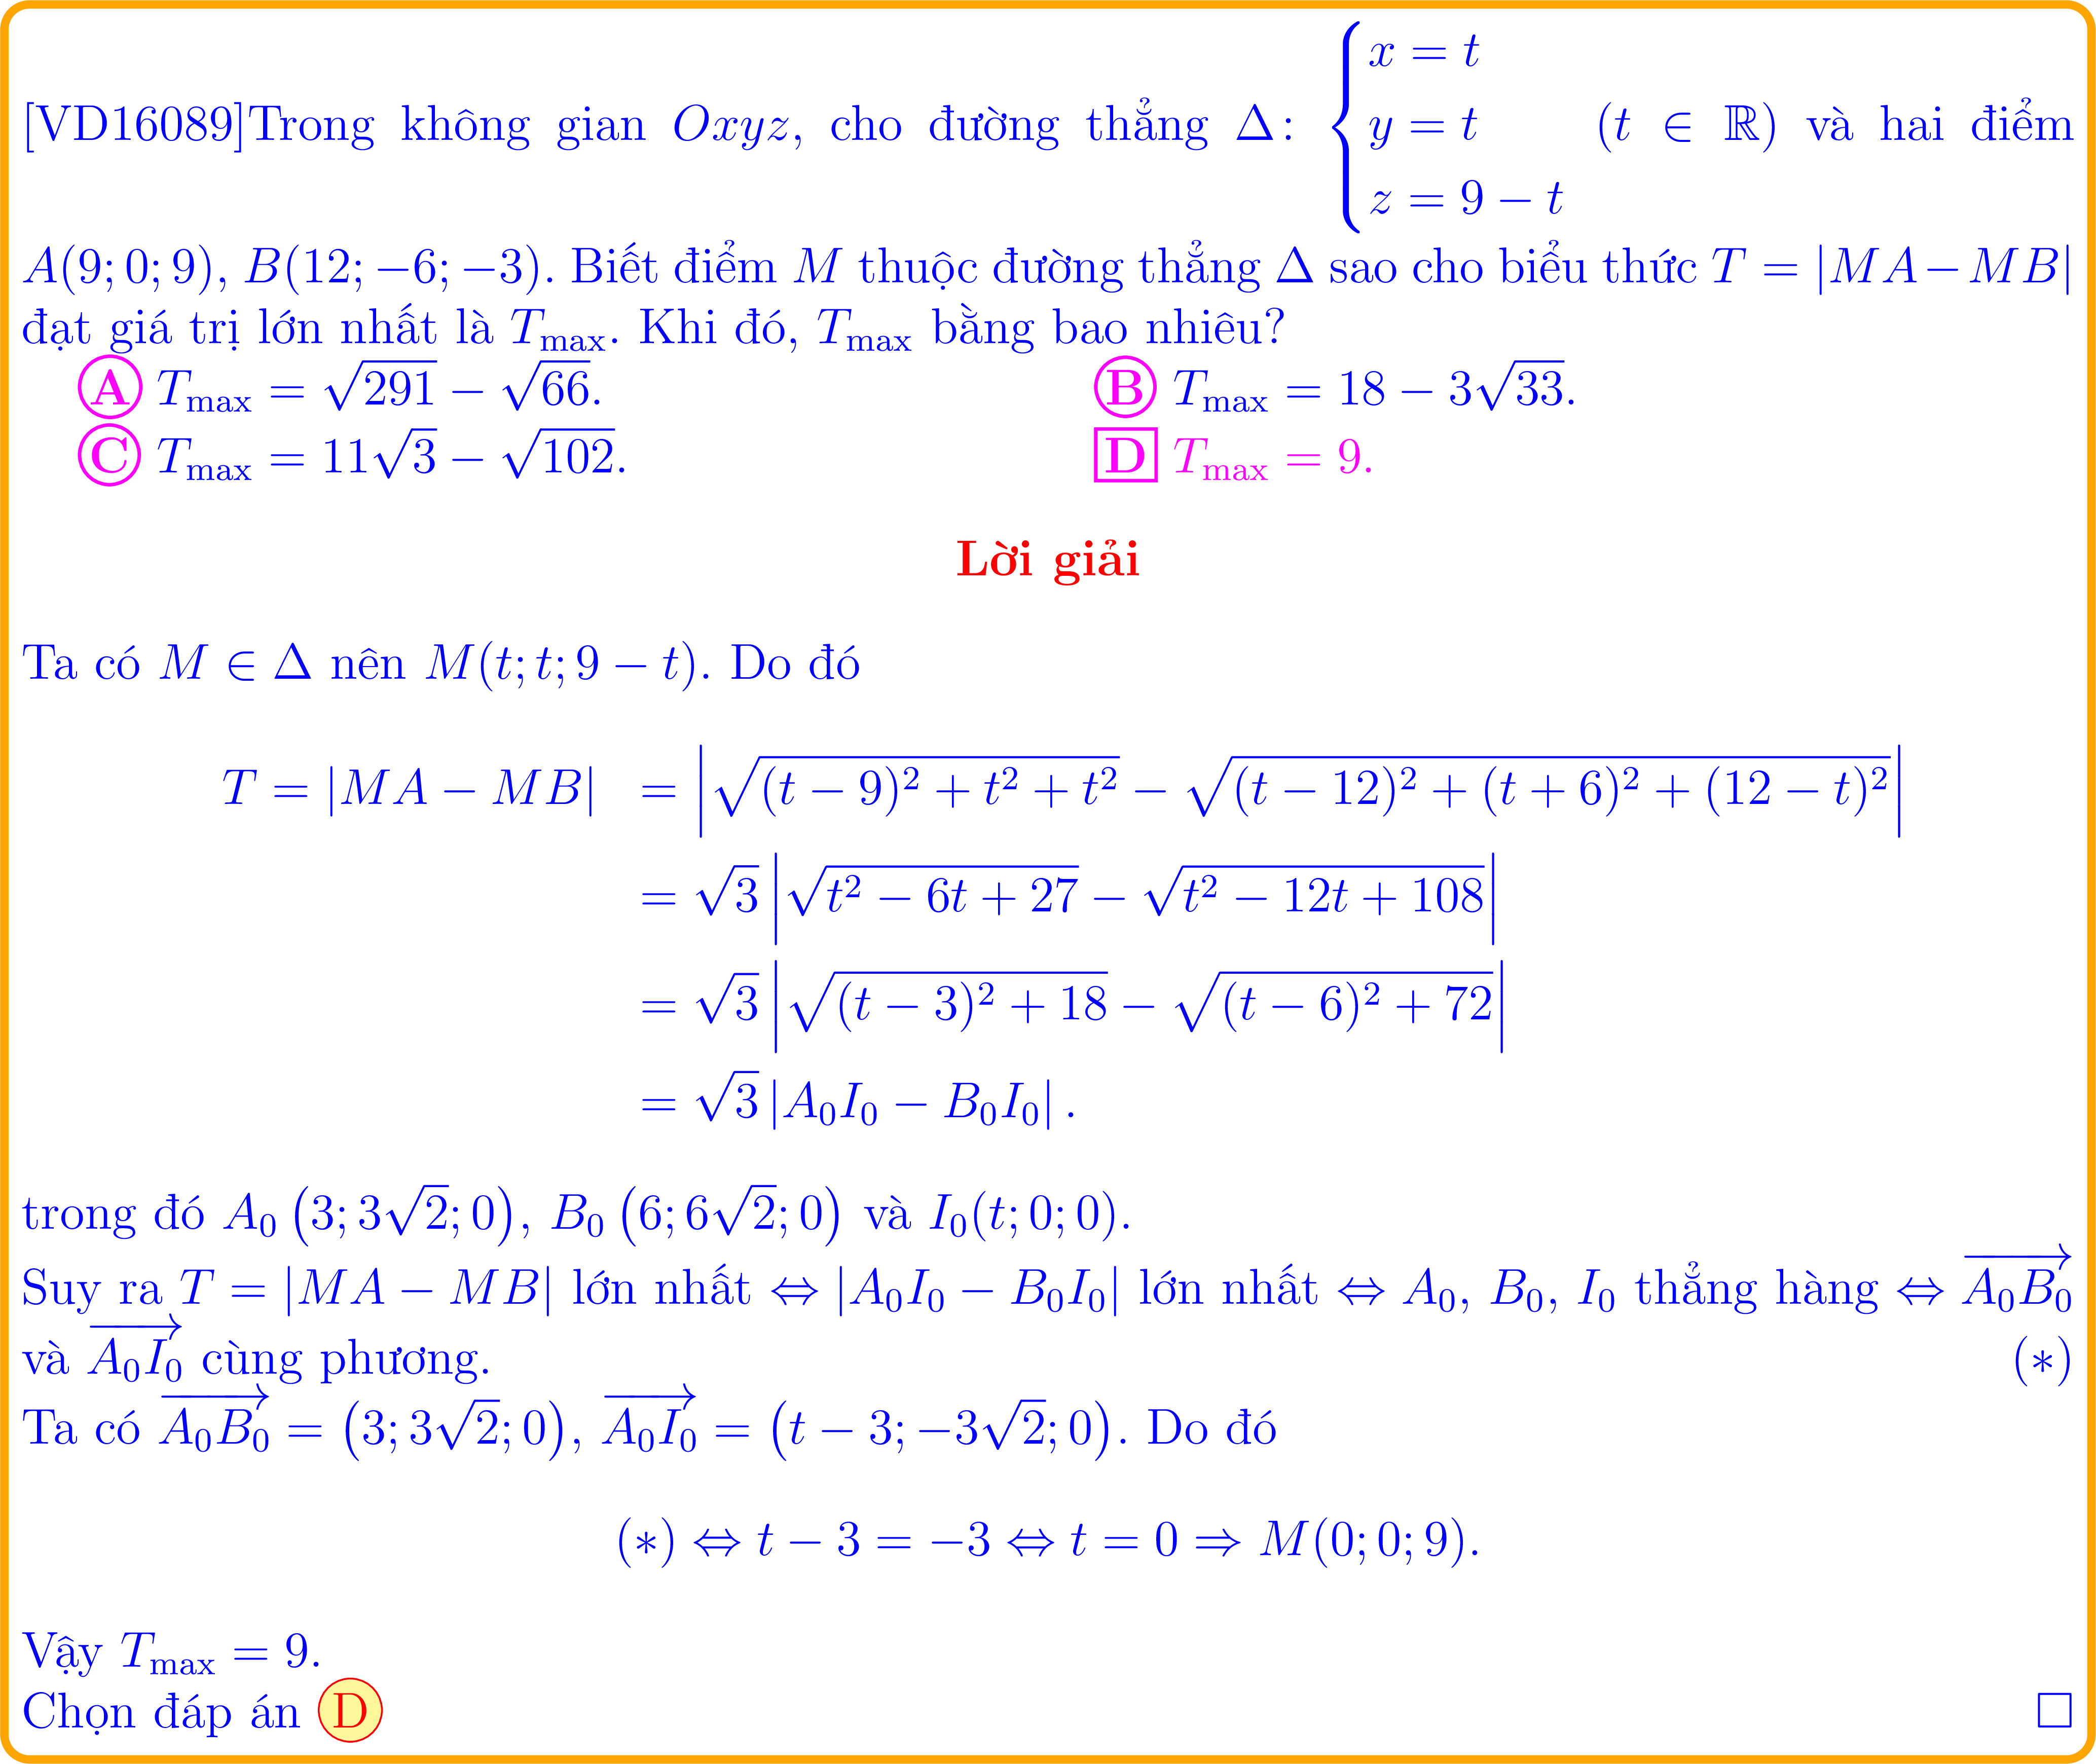 [VD16089]Trong không gian $Oxyz$, cho đường thẳng $\Delta\colon \begin{cases} x = t \\ y = t \\ z = 9 - t \end{cases}$ $(t \in \mathbb{R})$ và hai điểm
$A(9; 0; 9)$, $B(12; -6; -3)$. Biết điểm $M$ thuộc đường thẳng $\Delta$ sao cho biểu thức $T = |MA - MB|$
đạt giá trị lớn nhất là $T_{\max}$. Khi đó, $T_{\max}$ bằng bao nhiêu?
A $T_{\max} = \sqrt{291} - \sqrt{66}$. B $T_{\max} = 18 - 3\sqrt{33}$.
C $T_{\max} = 11\sqrt{3} - \sqrt{102}$. D $T_{\max} = 9$.
Lời giải
Ta có $M \in \Delta$ nên $M(t; t; 9 - t)$. Do đó
$T = |MA - MB| = \left|\sqrt{(t - 9)^2 + t^2 + t^2} - \sqrt{(t - 12)^2 + (t + 6)^2 + (12 - t)^2}\right|$
$= \sqrt{3}\left|\sqrt{t^2 - 6t + 27} - \sqrt{t^2 - 12t + 108}\right|$
$= \sqrt{3}\left|\sqrt{(t - 3)^2 + 18} - \sqrt{(t - 6)^2 + 72}\right|$
$= \sqrt{3}\left|A_0I_0 - B_0I_0\right|.$
trong đó $A_0\left(3; 3\sqrt{2}; 0\right)$, $B_0\left(6; 6\sqrt{2}; 0\right)$ và $I_0(t; 0; 0)$.
Suy ra $T = |MA - MB|$ lớn nhất $\Leftrightarrow |A_0I_0 - B_0I_0|$ lớn nhất $\Leftrightarrow A_0$, $B_0$, $I_0$ thẳng hàng $\Leftrightarrow \overrightarrow{A_0B_0}$
và $\overrightarrow{A_0I_0}$ cùng phương. $(*)$
Ta có $\overrightarrow{A_0B_0} = \left(3; 3\sqrt{2}; 0\right)$, $\overrightarrow{A_0I_0} = \left(t - 3; -3\sqrt{2}; 0\right)$. Do đó
$(*) \Leftrightarrow t - 3 = -3 \Leftrightarrow t = 0 \Rightarrow M(0; 0; 9).$
Vậy $T_{\max} = 9$.
Chọn đáp án D □